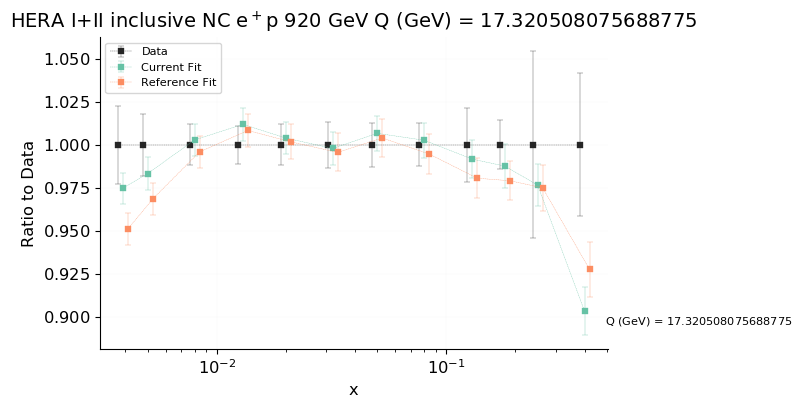 HERA I+II inclusive NC e⁺p 920 GeV Q (GeV) = 17.320508075688775
Data
Current Fit
Reference Fit
1.050
1.025
1.000
0.975
0.950
0.925
0.900
Ratio to Data
Q (GeV) = 17.320508075688775
10⁻²
10⁻¹
x